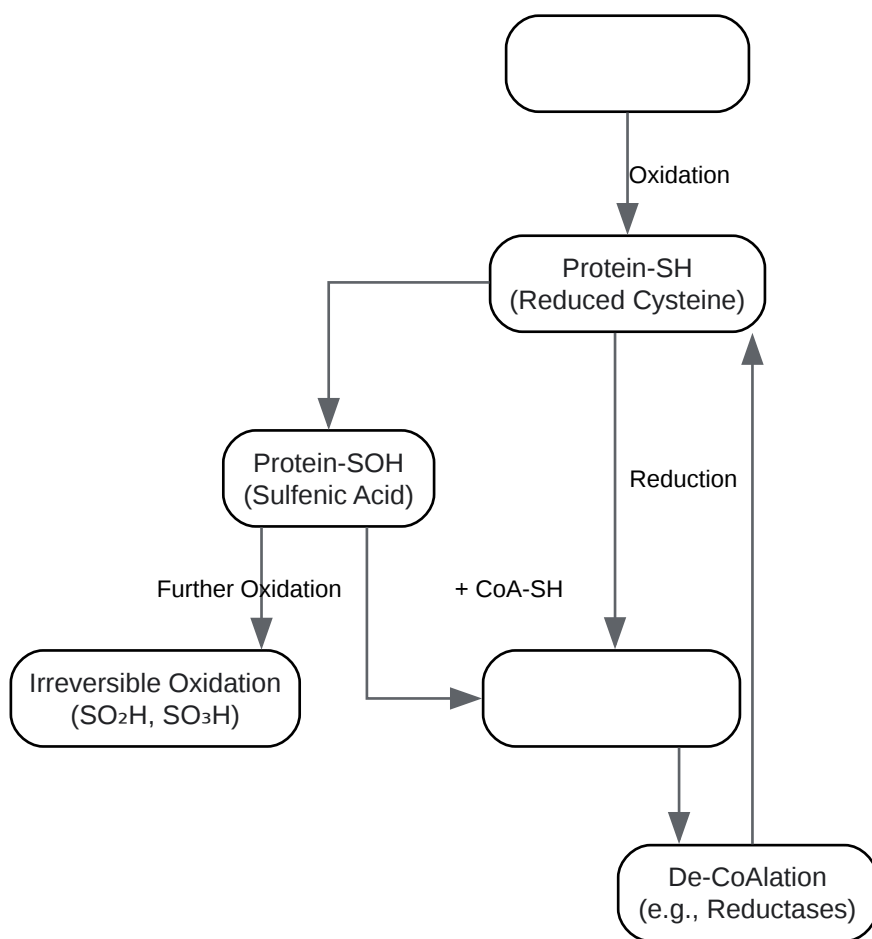 Oxidation
Protein-SH
(Reduced Cysteine)
Protein-SOH
(Sulfenic Acid)
Reduction
Further Oxidation
+ CoA-SH
Irreversible Oxidation
(SO₂H, SO₃H)
De-CoAlation
(e.g., Reductases)